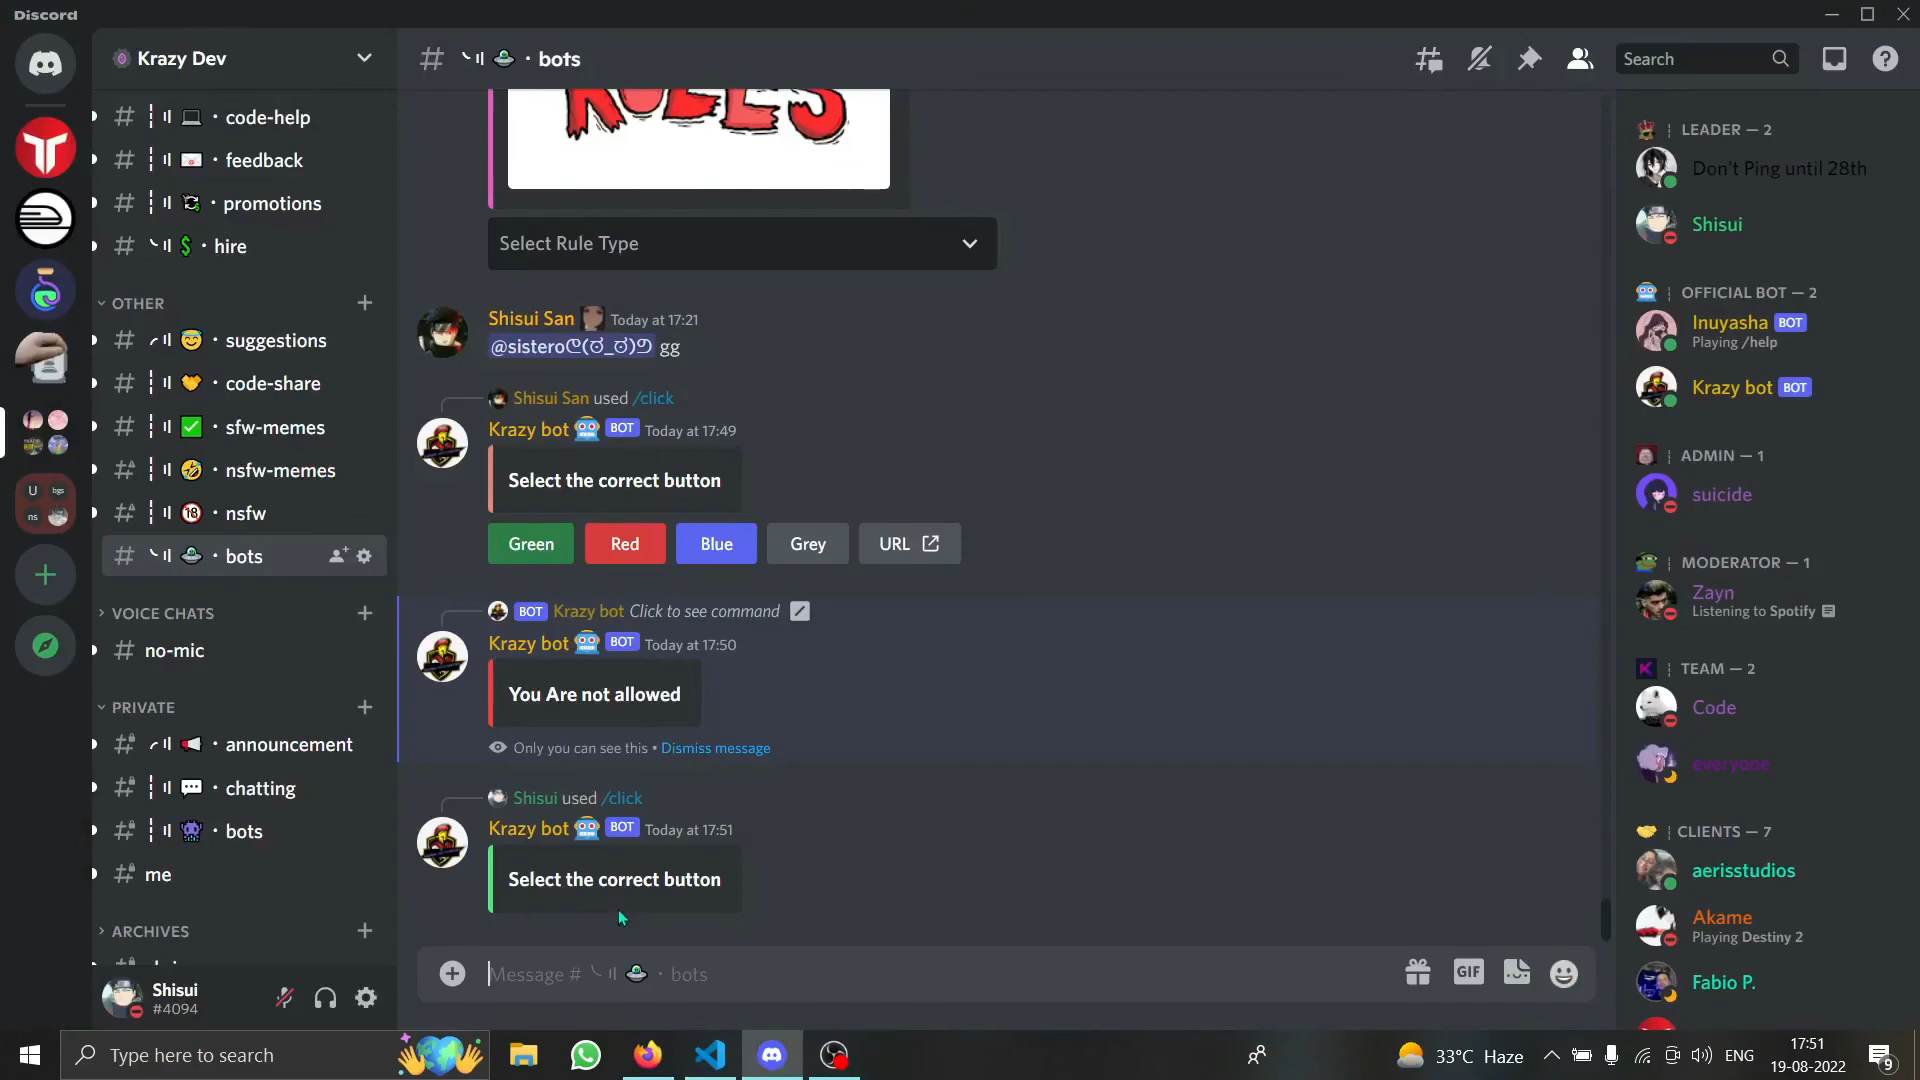 Discord
Krazy Dev
code-help
feedback
promotions
hire
OTHER
suggestions
code-share
sfw-memes
nsfw-memes
nsfw
bots
VOICE CHATS
no-mic
PRIVATE
announcement
chatting
bots
me
ARCHIVES
Shisui
#4094
U
bgs
ns
bots
Search
RULES
Select Rule Type
Shisui San Today at 17:21
gg
Shisui San used /click
Krazy bot BOT Today at 17:49
Select the correct button
Green
Red
Blue
Grey
URL
BOT Krazy bot Click to see command
Krazy bot BOT Today at 17:50
You Are not allowed
Only you can see this • Dismiss message
Shisui used /click
Krazy bot BOT Today at 17:51
Select the correct button
Message # bots
GIF
LEADER — 2
Don't Ping until 28th
Shisui
OFFICIAL BOT — 2
Inuyasha BOT
Playing /help
Krazy bot BOT
ADMIN — 1
suicide
MODERATOR — 1
Zayn
Listening to Spotify
TEAM — 2
Code
everyone
CLIENTS — 7
aerisstudios
Akame
Playing Destiny 2
Fabio P.
Type here to search
33°C Haze
ENG
17:51
19-08-2022
9